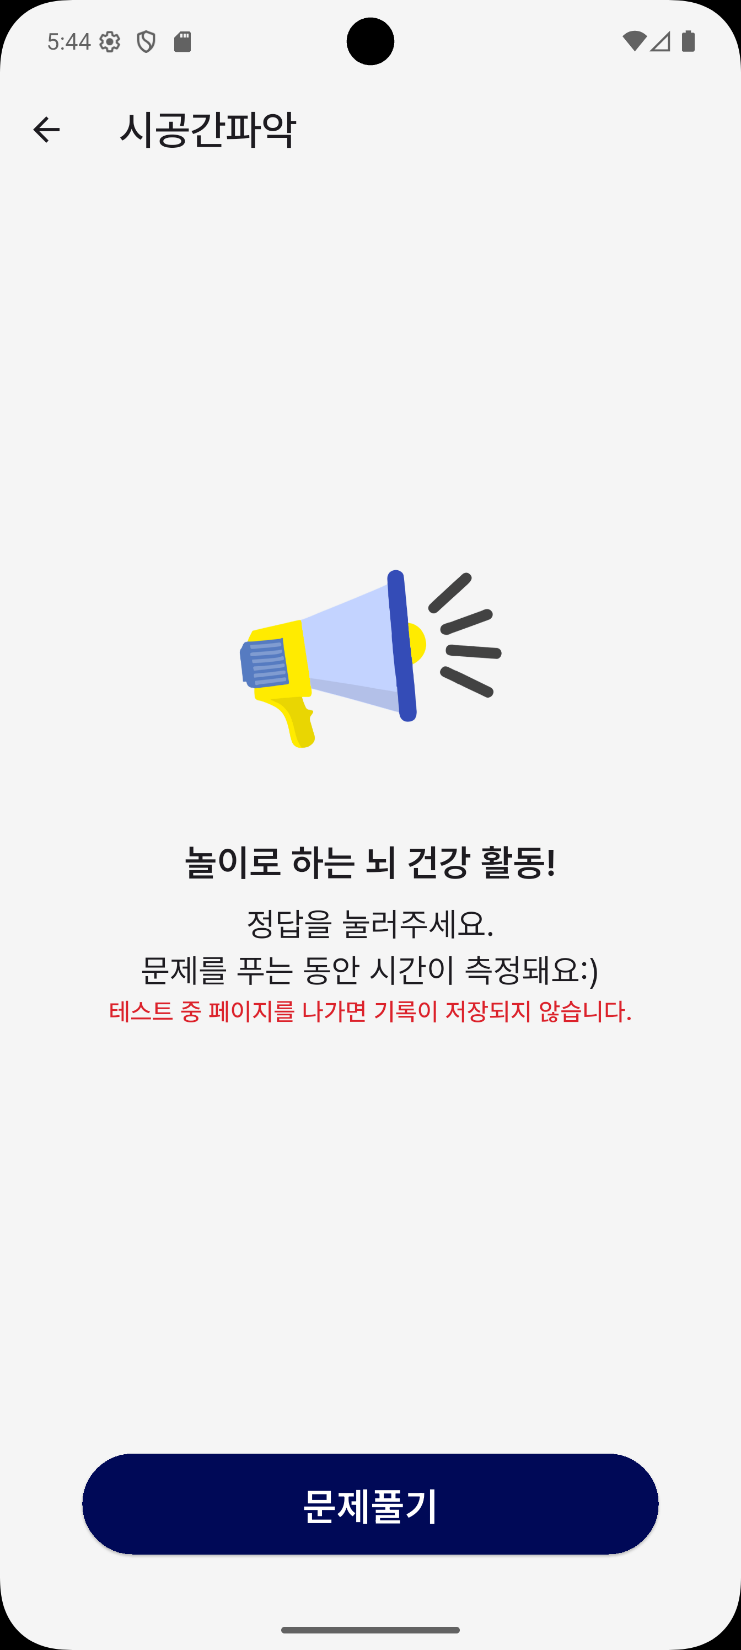 5:44
시공간파악
놀이로 하는 뇌 건강 활동!
정답을 눌러주세요.
문제를 푸는 동안 시간이 측정돼요:)
테스트 중 페이지를 나가면 기록이 저장되지 않습니다.
문제풀기